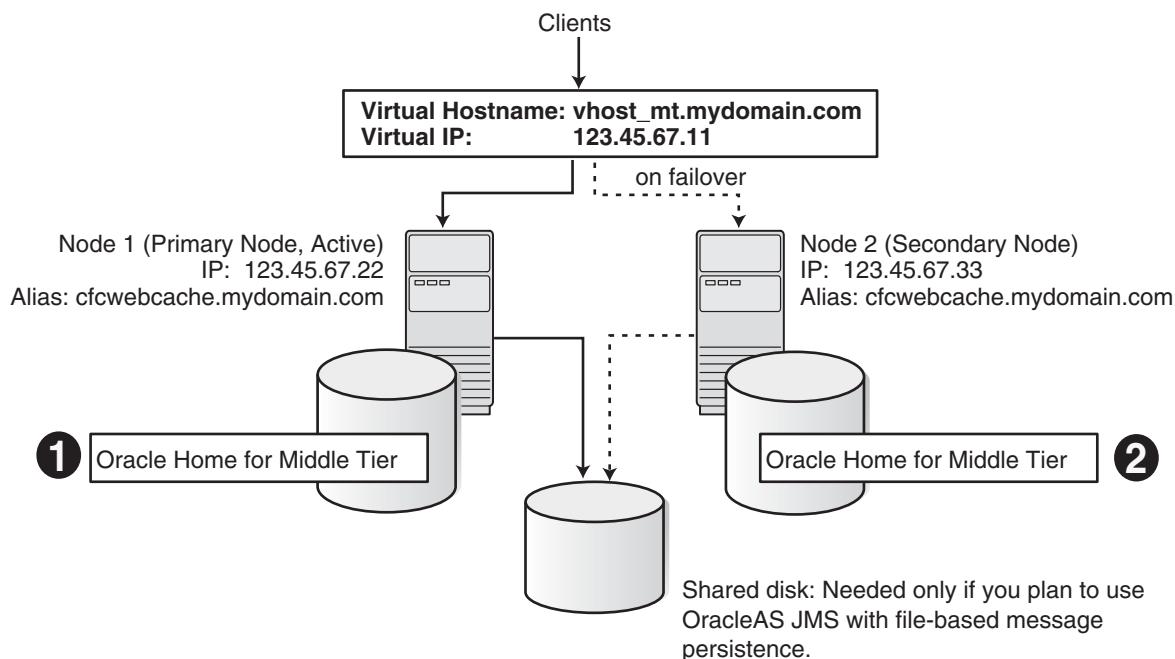 Clients
Virtual Hostname: vhost_mt.mydomain.com
Virtual IP: 123.45.67.11
on failover
Node 1 (Primary Node, Active)
IP: 123.45.67.22
Alias: cfcwebcache.mydomain.com
Node 2 (Secondary Node)
IP: 123.45.67.33
Alias: cfcwebcache.mydomain.com
1 Oracle Home for Middle Tier
Oracle Home for Middle Tier 2
Shared disk: Needed only if you plan to use
OracleAS JMS with file-based message
persistence.